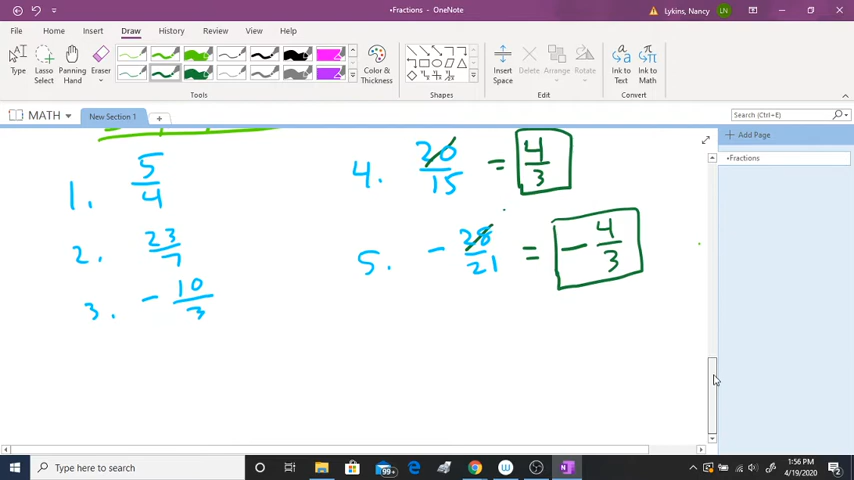 •Fractions - OneNote
Lykins, Nancy
LN
File Home Insert Draw History Review View Help
Type
Lasso Select
Panning Hand
Eraser
Color & Thickness
Insert Space
Delete
Arrange
Rotate
Ink to Text
Ink to Math
Tools
Shapes
Edit
Convert
MATH
New Section 1
+
Search (Ctrl+E)
Add Page
•Fractions
1. 5/4
2. 23/7
3. - 10/3
4. 20/15 = 4/3
5. - 28/21 = - 4/3
Type here to search
99+
1:56 PM
4/19/2020
2